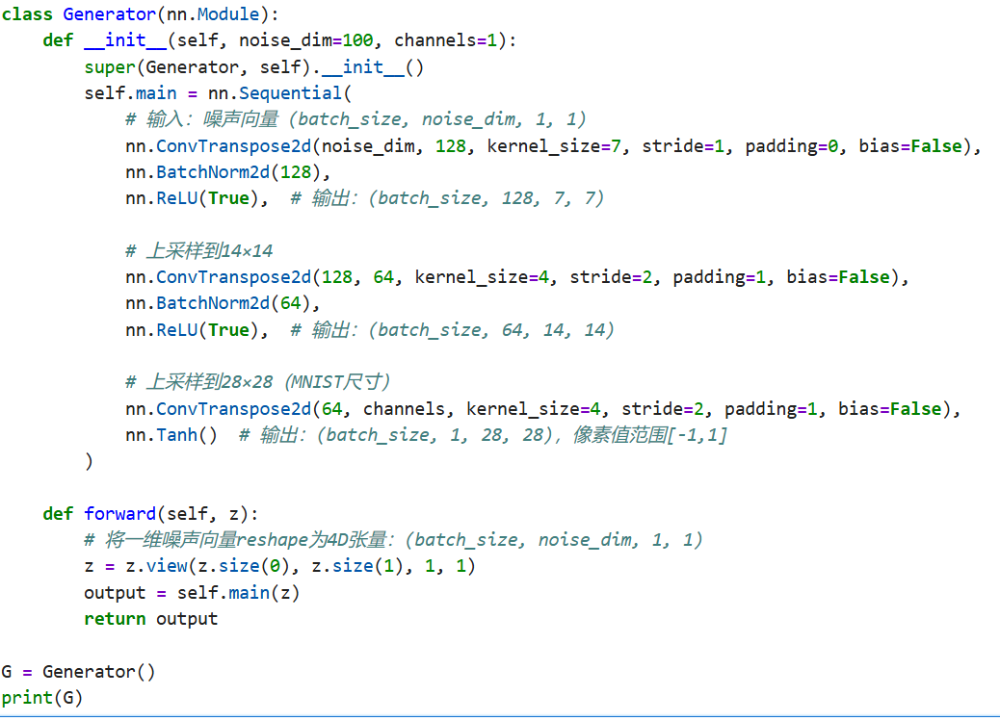 class Generator(nn.Module):
    def __init__(self, noise_dim=100, channels=1):
        super(Generator, self).__init__()
        self.main = nn.Sequential(
            # 输入：噪声向量 (batch_size, noise_dim, 1, 1)
            nn.ConvTranspose2d(noise_dim, 128, kernel_size=7, stride=1, padding=0, bias=False),
            nn.BatchNorm2d(128),
            nn.ReLU(True),  # 输出：(batch_size, 128, 7, 7)

            # 上采样到14×14
            nn.ConvTranspose2d(128, 64, kernel_size=4, stride=2, padding=1, bias=False),
            nn.BatchNorm2d(64),
            nn.ReLU(True),  # 输出：(batch_size, 64, 14, 14)

            # 上采样到28×28（MNIST尺寸）
            nn.ConvTranspose2d(64, channels, kernel_size=4, stride=2, padding=1, bias=False),
            nn.Tanh()  # 输出：(batch_size, 1, 28, 28)，像素值范围[-1,1]
        )

    def forward(self, z):
        # 将一维噪声向量reshape为4D张量：(batch_size, noise_dim, 1, 1)
        z = z.view(z.size(0), z.size(1), 1, 1)
        output = self.main(z)
        return output

G = Generator()
print(G)